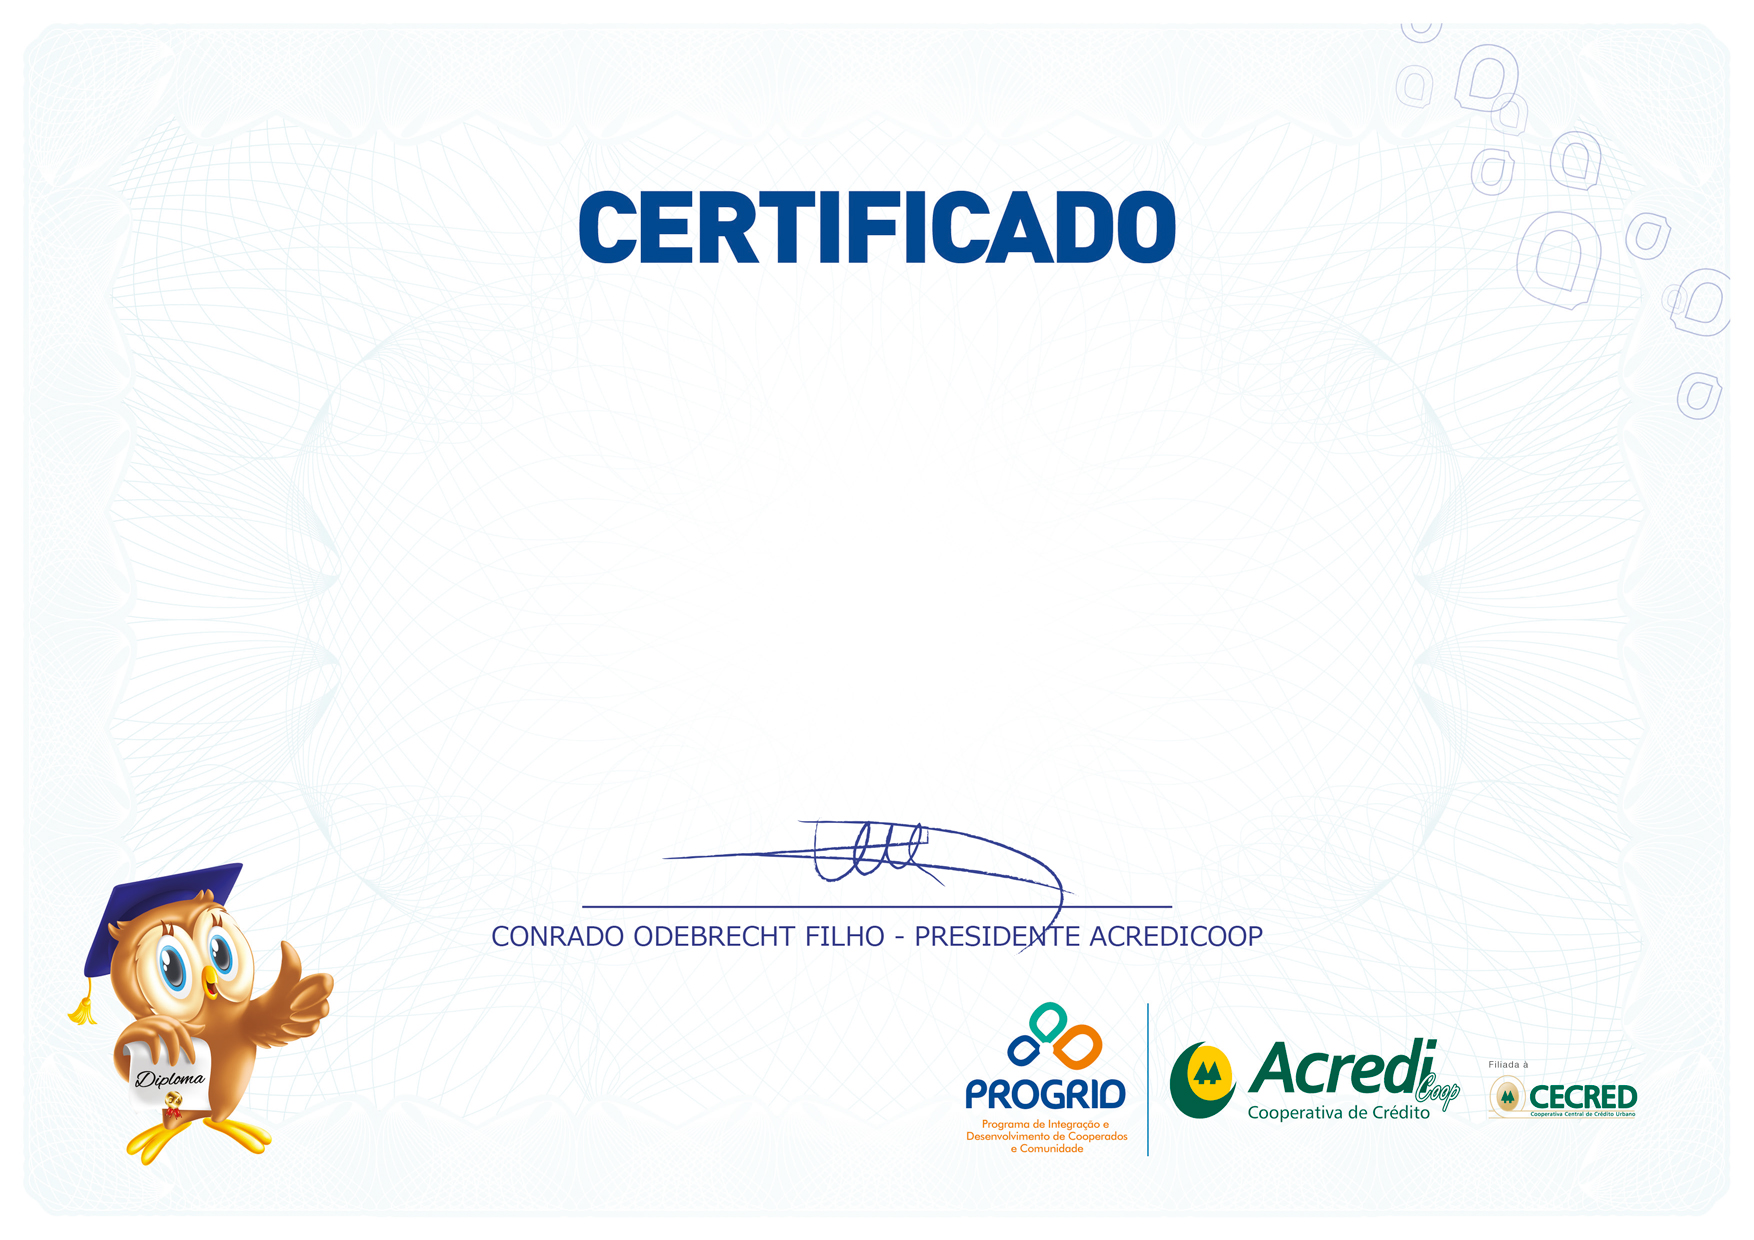 CERTIFICADO
CONRADO ODEBRECHT FILHO - PRESIDENTE ACREDICOOP
Diploma
PROGRID
Programa de Integração e
Desenvolvimento de Cooperados
e Comunidade
Acredi
Coop
Cooperativa de Crédito
Filiada à
CECRED
Cooperativa Central de Crédito Urbano